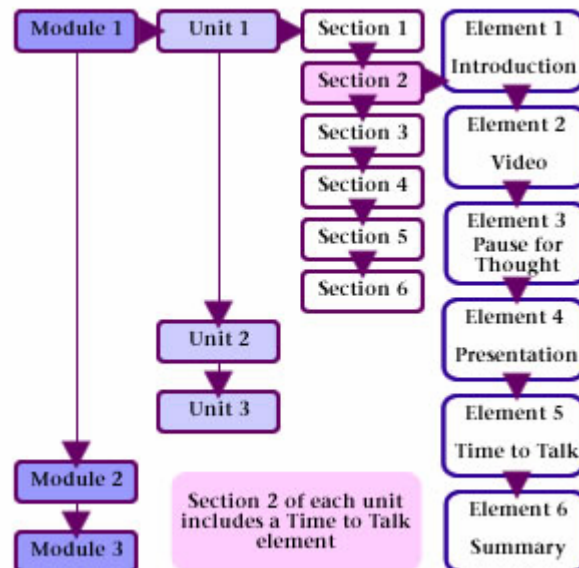 Module 1
Unit 1
Section 1
Section 2
Section 3
Section 4
Section 5
Section 6
Element 1
Introduction
Element 2
Video
Element 3
Pause for
Thought
Element 4
Presentation
Element 5
Time to Talk
Element 6
Summary
Unit 2
Unit 3
Module 2
Module 3
Section 2 of each unit
includes a Time to Talk
element